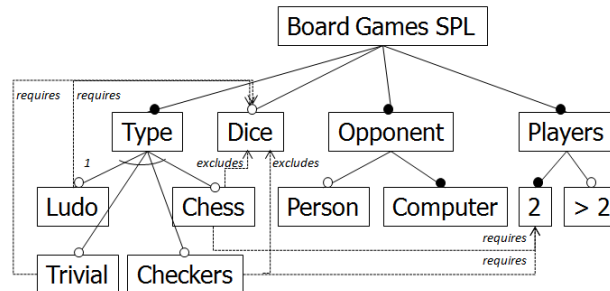 Board Games SPL
requires requires
Type Dice Opponent Players
1 excludes excludes
Ludo Chess Person Computer 2 > 2
requires
requires
Trivial Checkers